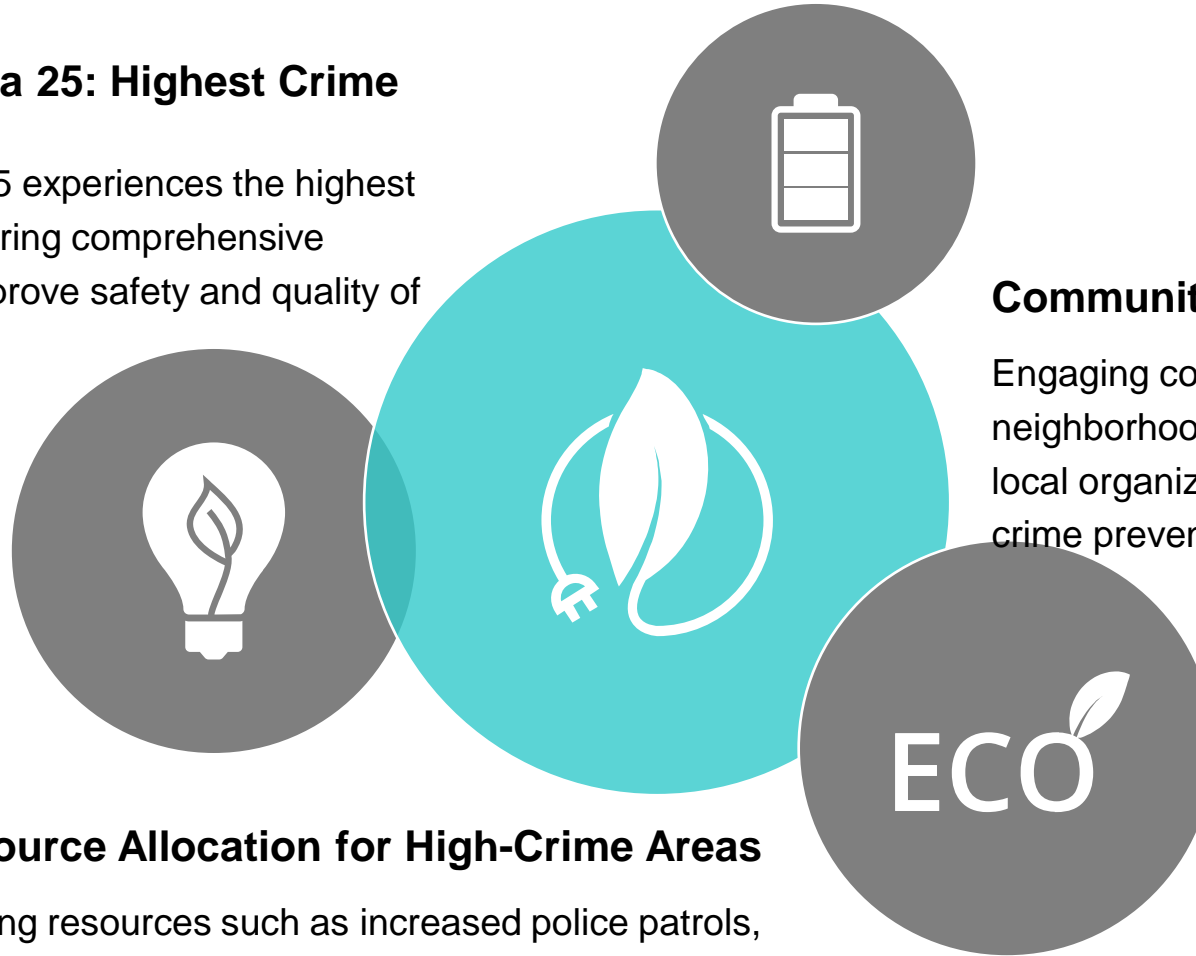 a 25: Highest Crime
5 experiences the highest
ring comprehensive
prove safety and quality of
Communit
Engaging co
neighborhoo
local organiz
crime preven
ECO
ource Allocation for High-Crime Areas
ng resources such as increased police patrols,